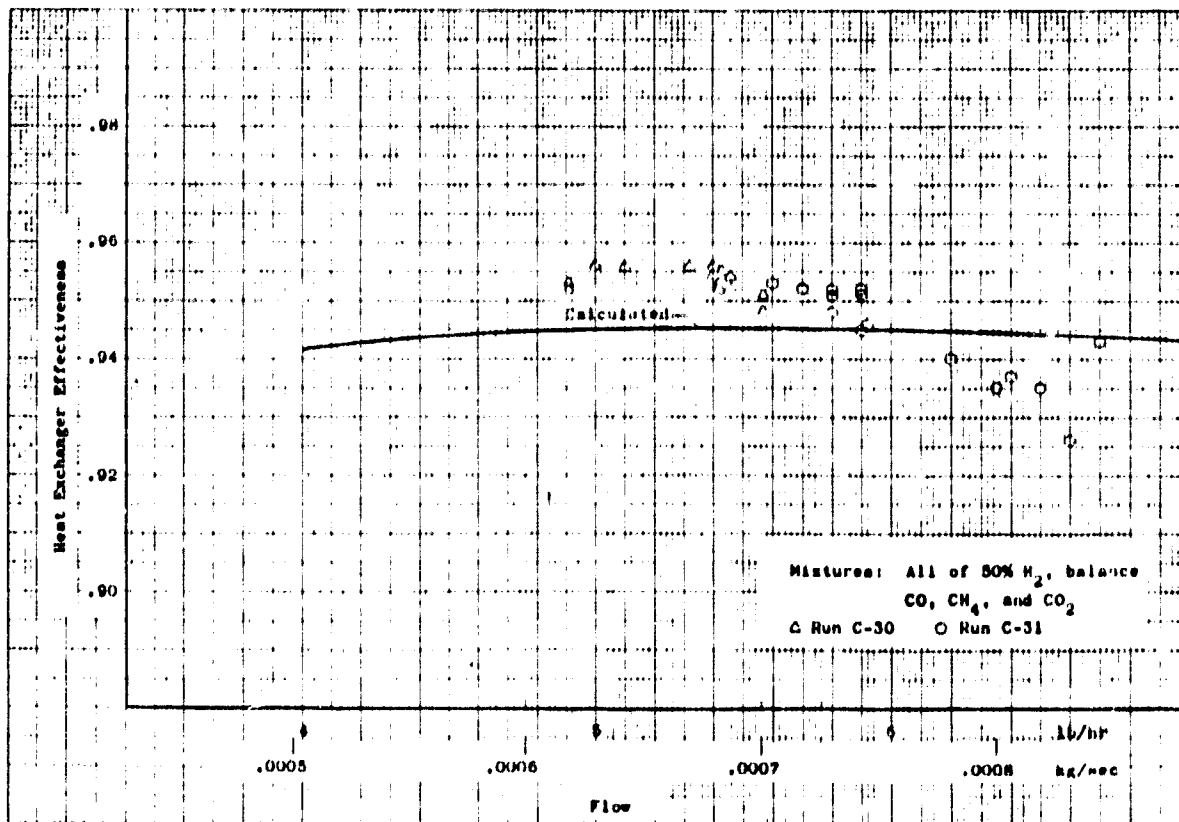 .98
.96
.94
.92
.90
Heat Exchanger Effectiveness
Calculated
Mixtures: All of 50% H₂, balance
CO, CH₄, and CO₂
△ Run C-30 ○ Run C-31
4 5 6 lb/hr
.0005 .0006 .0007 .0008 kg/sec
Flow